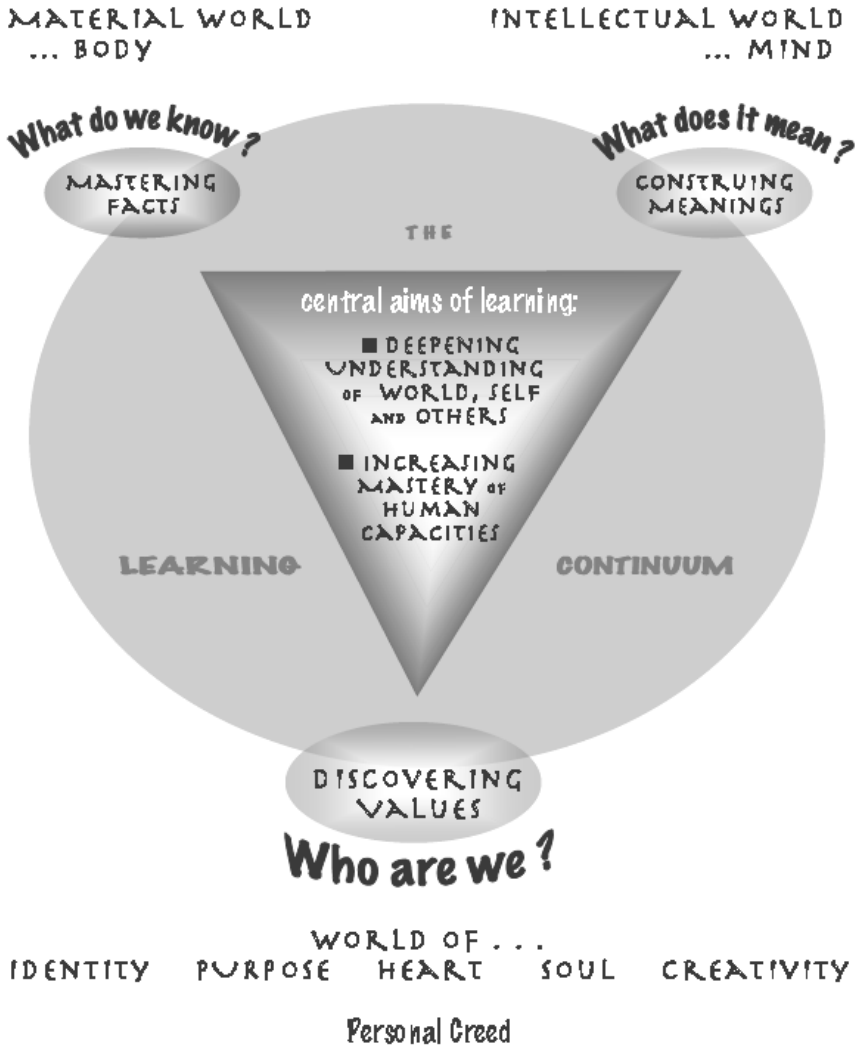 MATERIAL WORLD
... BODY
INTELLECTUAL WORLD
... MIND
What do we know?
MASTERING
FACTS
What does it mean?
CONSTRUING
MEANINGS
THE
central aims of learning:
■ DEEPENING
UNDERSTANDING
OF WORLD, SELF
AND OTHERS
■ INCREASING
MASTERY OF
HUMAN
CAPACITIES
LEARNING
CONTINUUM
DISCOVERING
VALUES
Who are we?
WORLD OF . . .
IDENTITY PURPOSE HEART SOUL CREATIVITY
Personal Creed